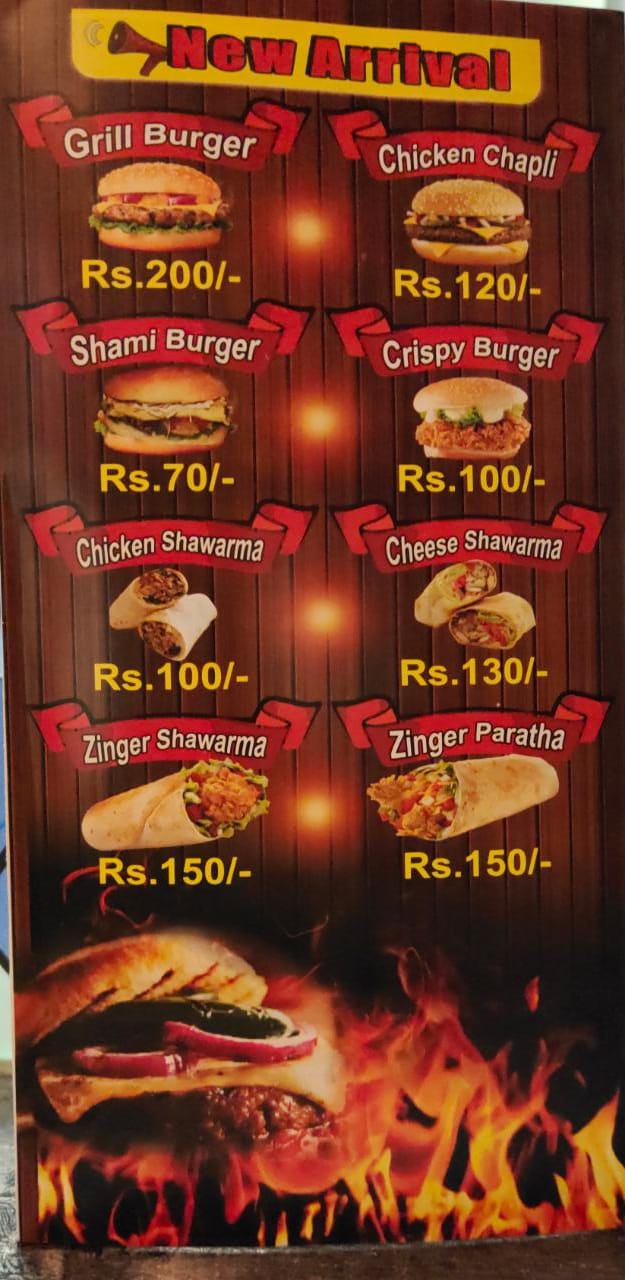 New Arrival
Grill Burger
Rs.200/-
Chicken Chapli
Rs.120/-
Shami Burger
Rs.70/-
Crispy Burger
Rs.100/-
Chicken Shawarma
Rs.100/-
Cheese Shawarma
Rs.130/-
Zinger Shawarma
Rs.150/-
Zinger Paratha
Rs.150/-